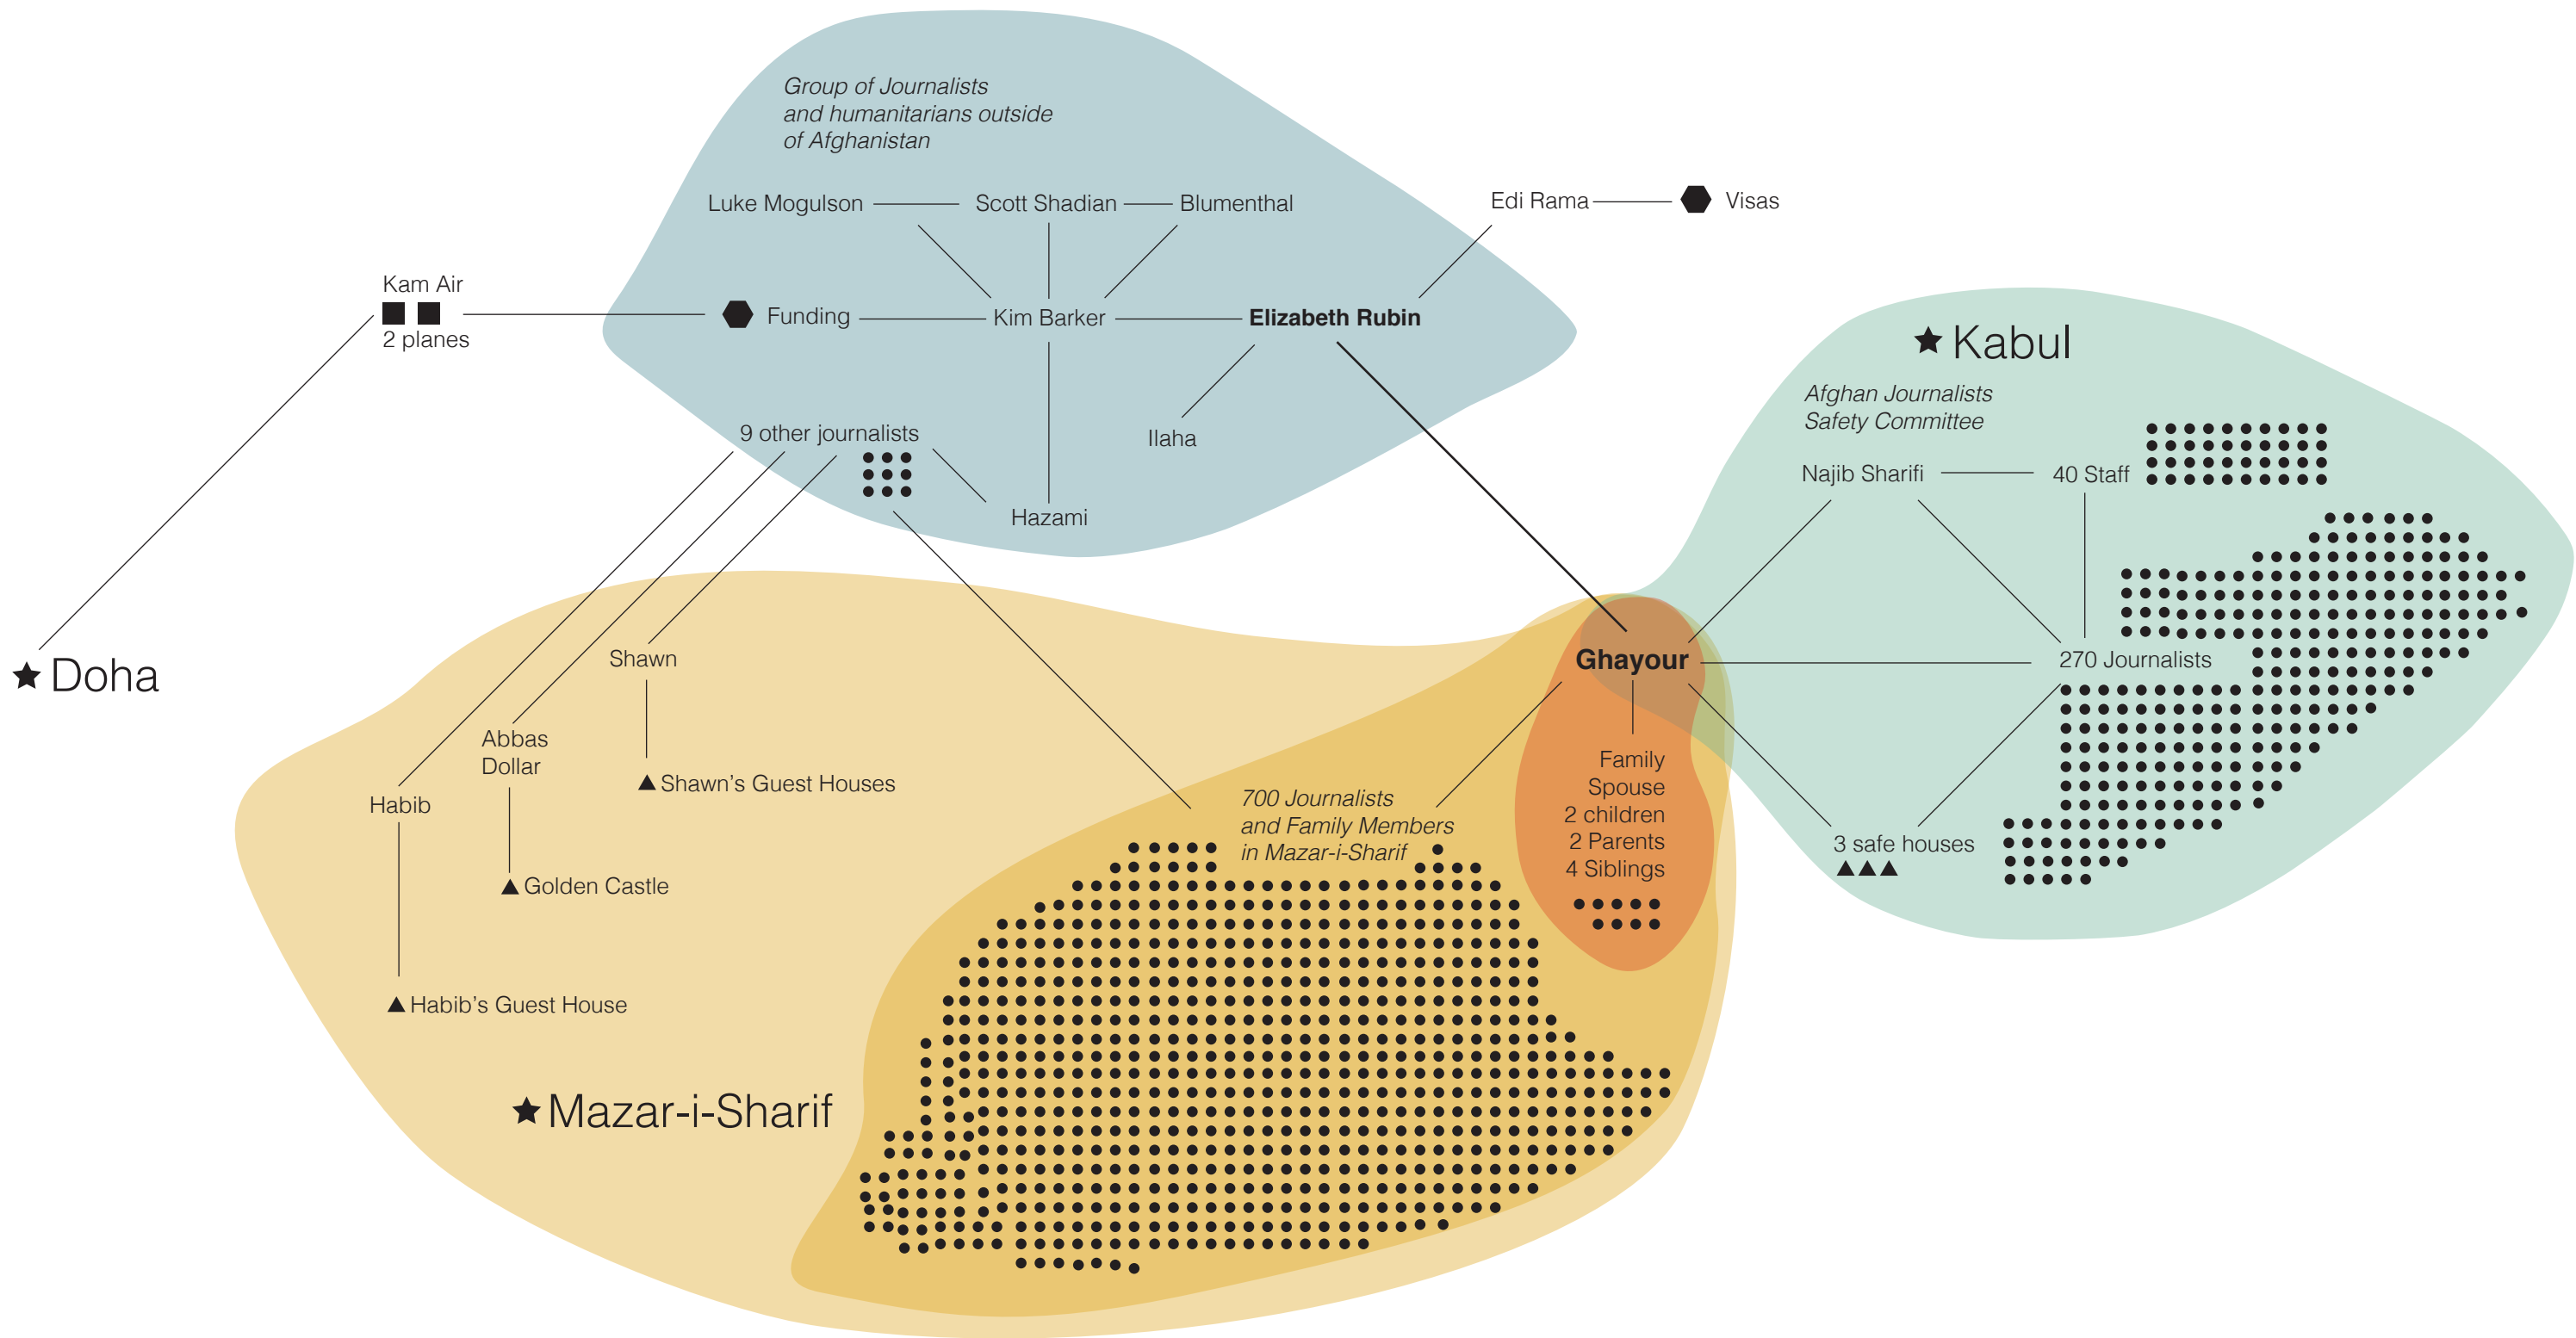 Group of Journalists
and humanitarians outside
of Afghanistan
Luke Mogulson
Scott Shadian
Blumenthal
Edi Rama
Visas
Kam Air
2 planes
Funding
Kim Barker
Elizabeth Rubin
Kabul
Afghan Journalists
Safety Committee
9 other journalists
Ilaha
Hazami
Najib Sharifi
40 Staff
Doha
Shawn
Ghayour
270 Journalists
Abbas
Dollar
Shawn's Guest Houses
Habib
700 Journalists
and Family Members
in Mazar-i-Sharif
Family
Spouse
2 children
2 Parents
4 Siblings
3 safe houses
Golden Castle
Habib's Guest House
Mazar-i-Sharif